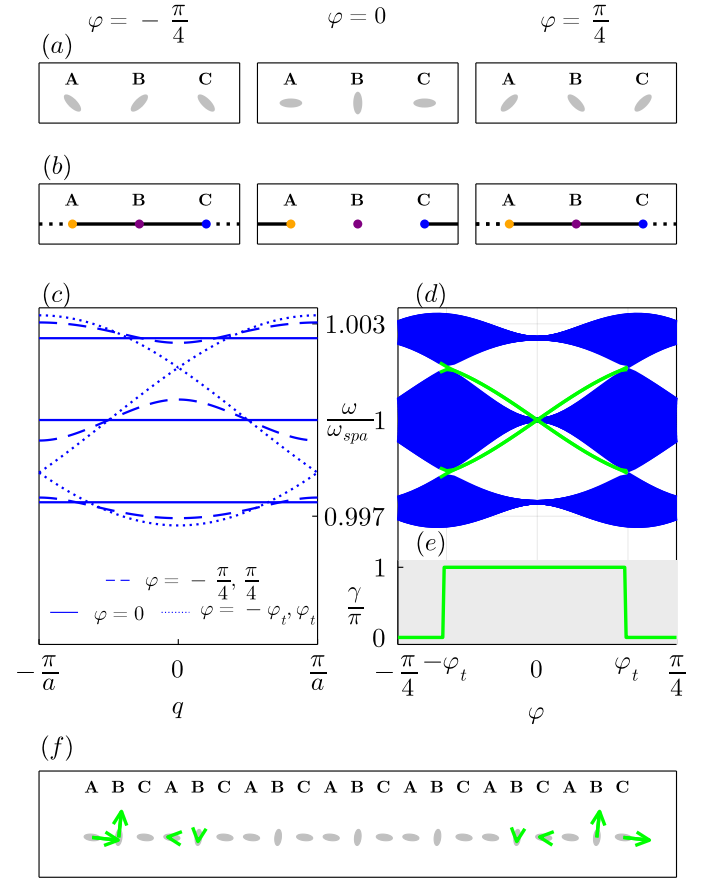 φ = − π/4 φ = 0 φ = π/4
(a)
A B C A B C A B C
(b)
A B C A B C A B C
(c) (d)
1.003
ω/ω_spa 1
0.997
(e)
φ = − π/4, π/4
φ = 0 φ = − φ_t, φ_t
γ/π
1
0
− π/a 0 π/a
q
− π/4 −φ_t 0 φ_t π/4
φ
(f)
A B C A B C A B C A B C A B C A B C A B C